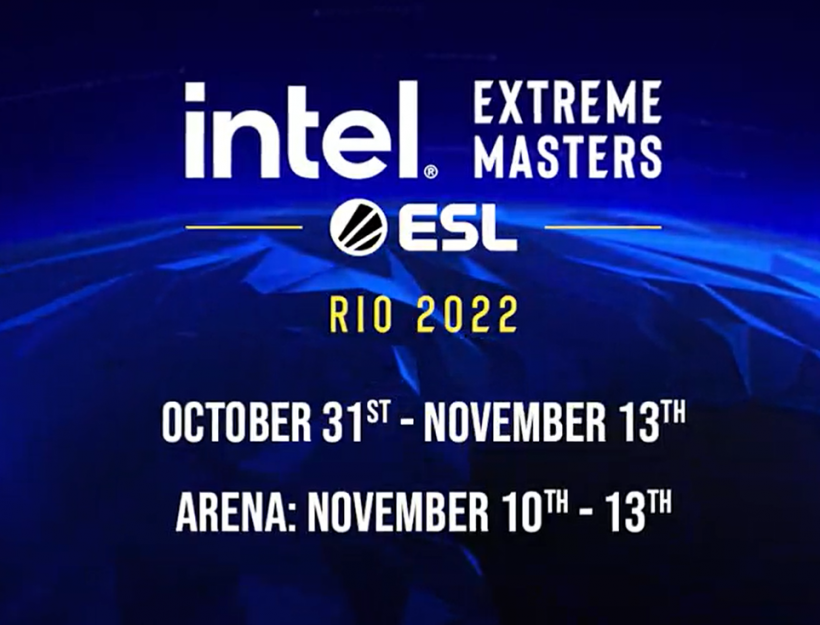 intel® EXTREME
MASTERS
ESL
RIO 2022
OCTOBER 31ST - NOVEMBER 13TH
ARENA: NOVEMBER 10TH - 13TH